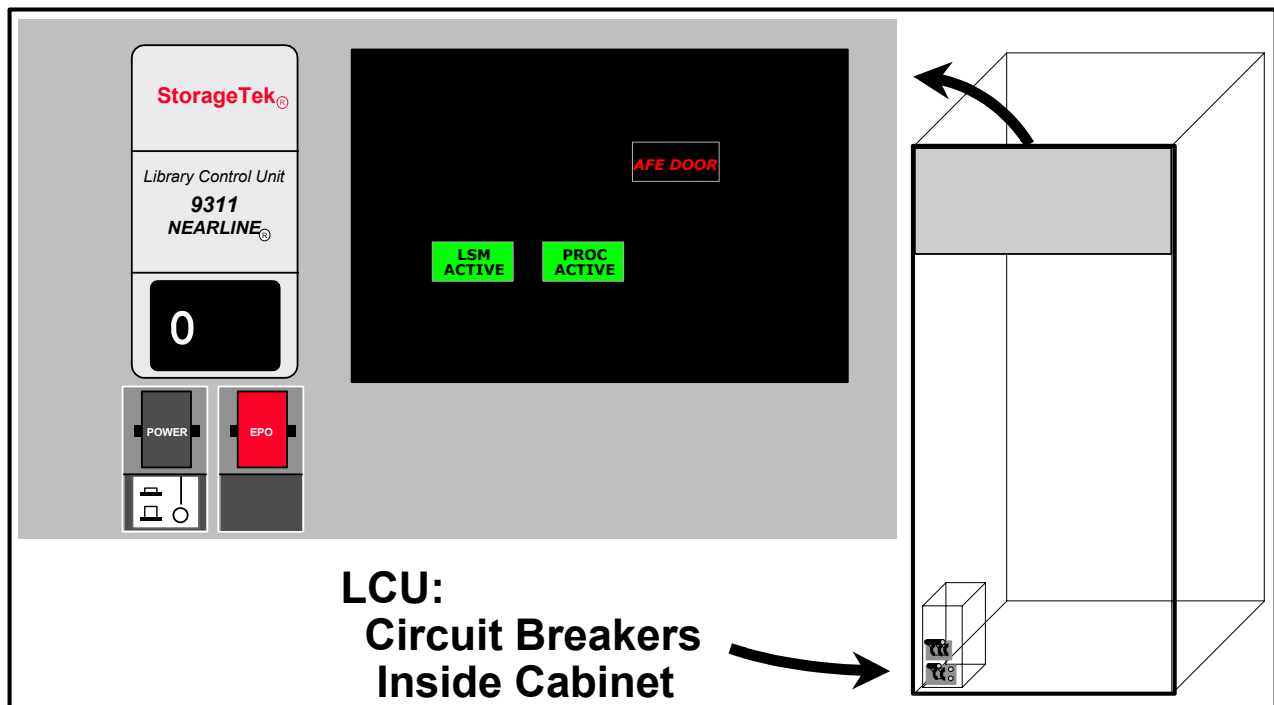 StorageTek®
Library Control Unit
9311
NEARLINE®
0
POWER
EPO
AFE DOOR
LSM
ACTIVE
PROC
ACTIVE
LCU:
Circuit Breakers
Inside Cabinet